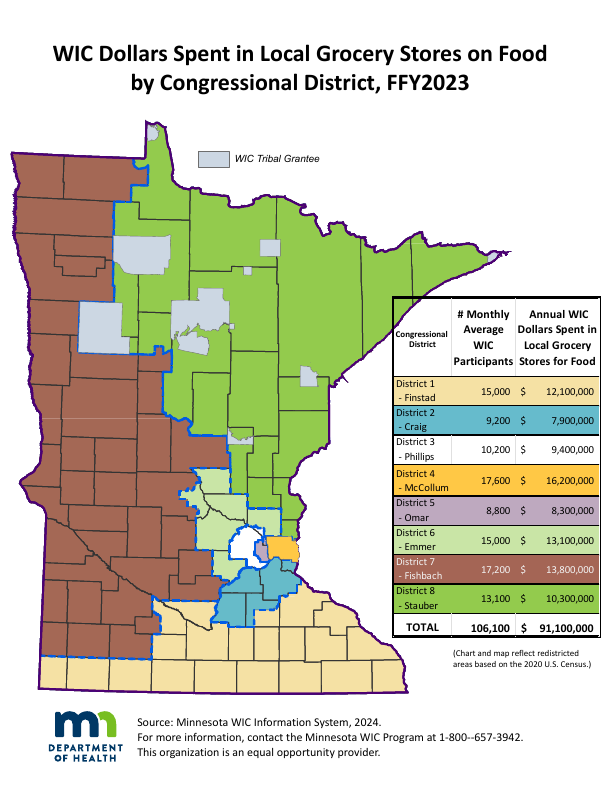 WIC Dollars Spent in Local Grocery Stores on Food
by Congressional District, FFY2023
WIC Tribal Grantee
Congressional
District
# Monthly
Average
WIC
Participants
Annual WIC
Dollars Spent in
Local Grocery
Stores for Food
District 1
- Finstad 15,000 $ 12,100,000
District 2
- Craig 9,200 $ 7,900,000
District 3
- Phillips 10,200 $ 9,400,000
District 4
- McCollum 17,600 $ 16,200,000
District 5
- Omar 8,800 $ 8,300,000
District 6
- Emmer 15,000 $ 13,100,000
District 7
- Fishbach 17,200 $ 13,800,000
District 8
- Stauber 13,100 $ 10,300,000
TOTAL 106,100 $ 91,100,000
(Chart and map reflect redistricted
areas based on the 2020 U.S. Census.)
mn
DEPARTMENT
OF HEALTH
Source: Minnesota WIC Information System, 2024.
For more information, contact the Minnesota WIC Program at 1-800--657-3942.
This organization is an equal opportunity provider.